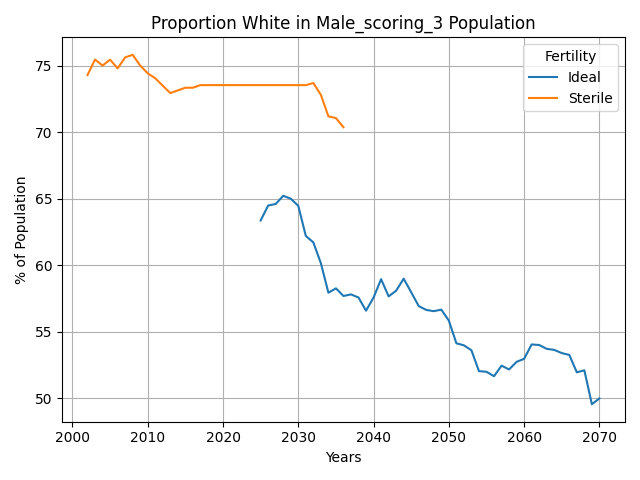 Proportion White in Male_scoring_3 Population
Fertility
Ideal
Sterile
% of Population
75
70
65
60
55
50
2000 2010 2020 2030 2040 2050 2060 2070
Years